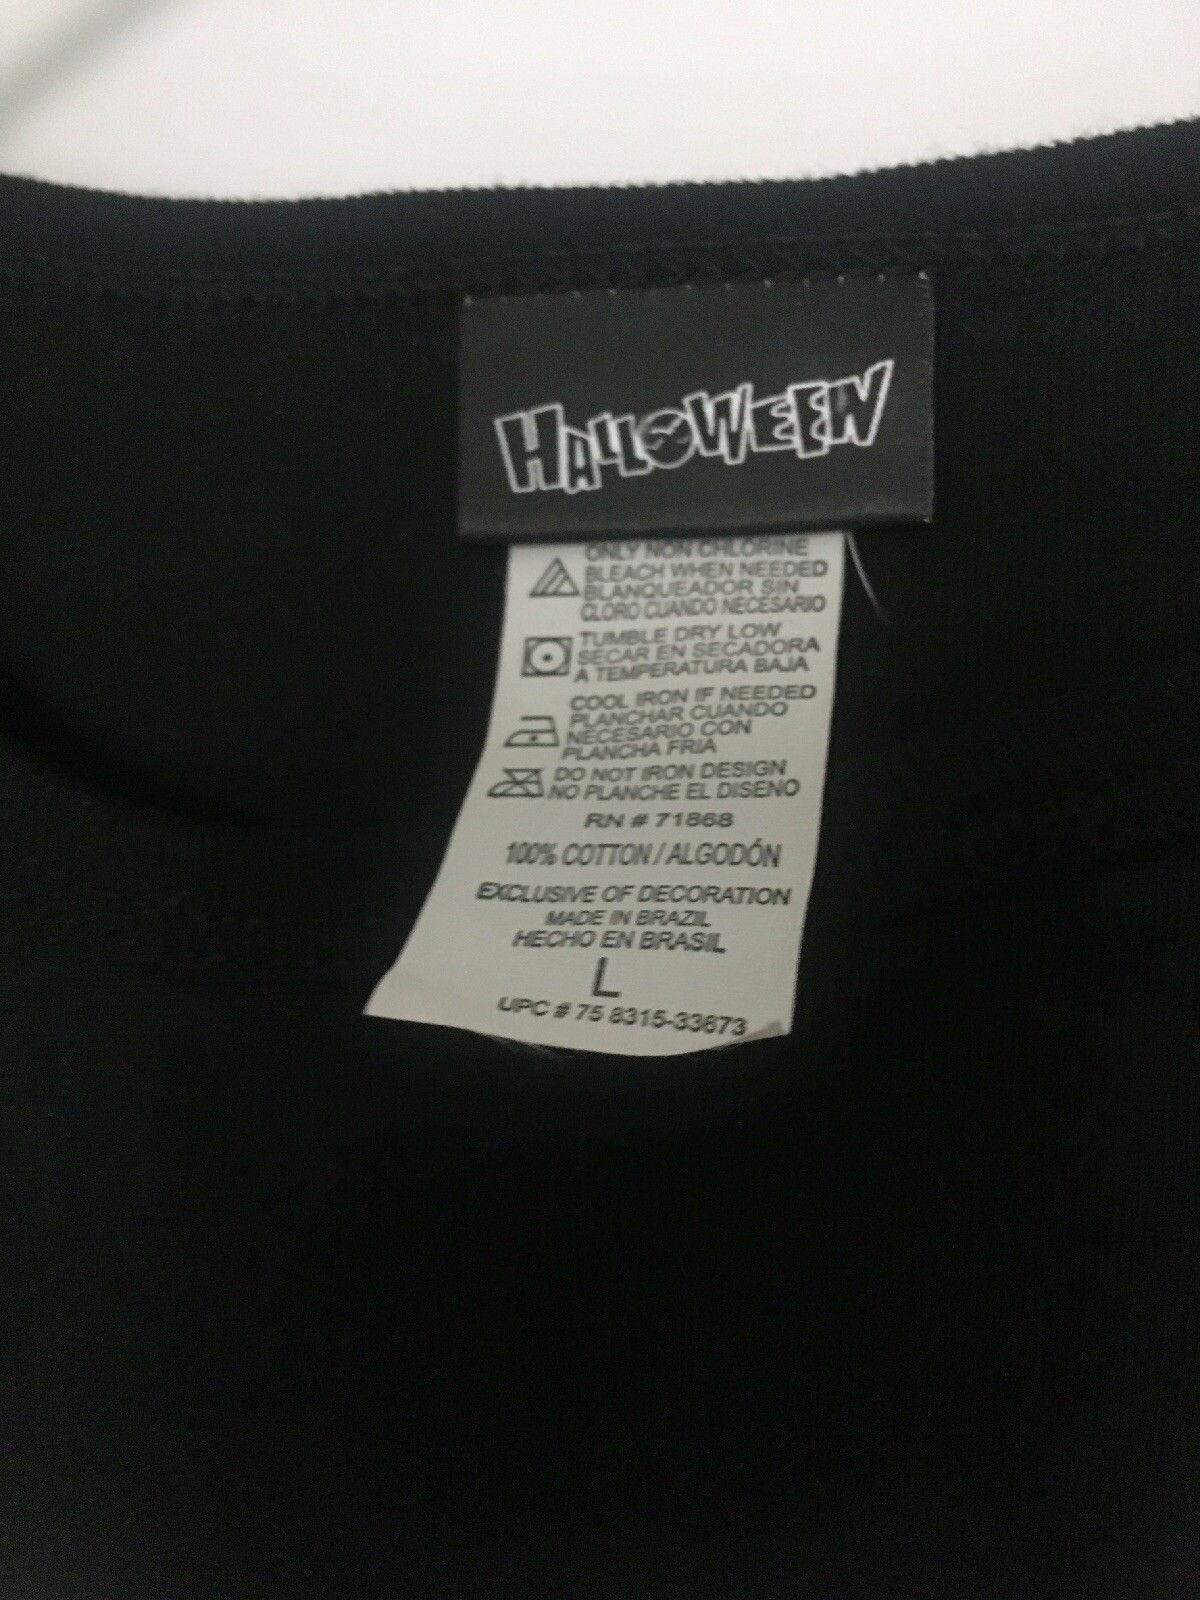 HALLOWEEN
ONLY NON CHLORINE
BLEACH WHEN NEEDED
BLANQUEADOR SIN
CLORO CUANDO NECESARIO
TUMBLE DRY LOW
SECAR EN SECADORA
A TEMPERATURA BAJA
COOL IRON IF NEEDED
PLANCHAR CUANDO
NECESARIO CON
PLANCHA FRIA
DO NOT IRON DESIGN
NO PLANCHE EL DISENO
RN # 71868
100% COTTON / ALGODÓN
EXCLUSIVE OF DECORATION
MADE IN BRAZIL
HECHO EN BRASIL
L
UPC # 75 8315-33673